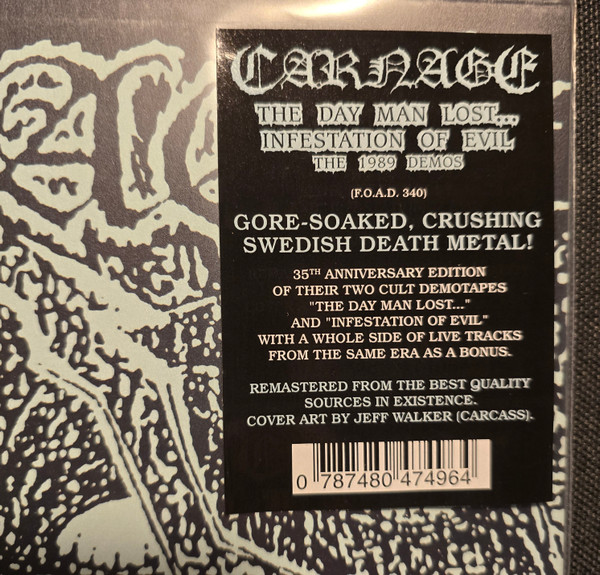 CARNAGE
THE DAY MAN LOST...
INFESTATION OF EVIL
THE 1989 DEMOS
(F.O.A.D. 340)
GORE-SOAKED, CRUSHING
SWEDISH DEATH METAL!
35TH ANNIVERSARY EDITION
OF THEIR TWO CULT DEMOTAPES
"THE DAY MAN LOST..."
AND "INFESTATION OF EVIL"
WITH A WHOLE SIDE OF LIVE TRACKS
FROM THE SAME ERA AS A BONUS.
REMASTERED FROM THE BEST QUALITY
SOURCES IN EXISTENCE.
COVER ART BY JEFF WALKER (CARCASS).
0 787480 474964